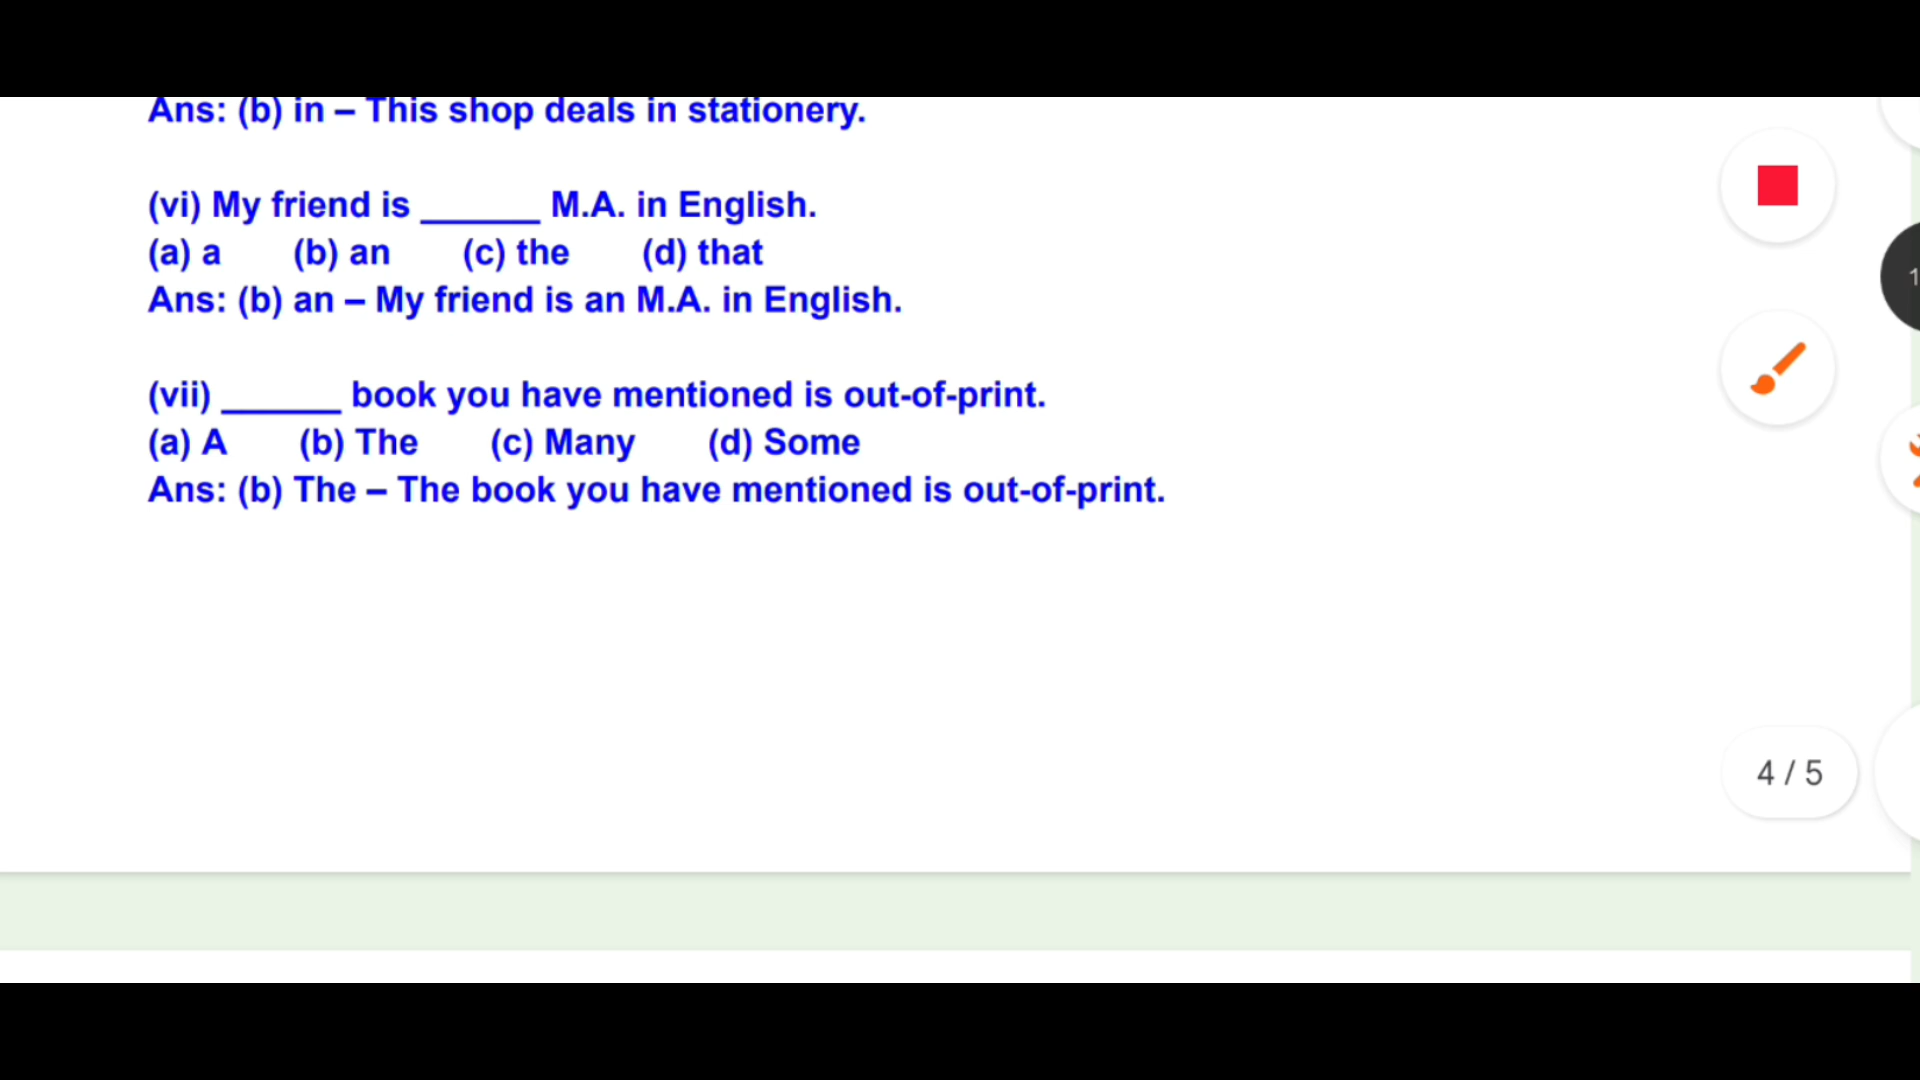 Ans: (b) in – This shop deals in stationery.
(vi) My friend is ______ M.A. in English.
(a) a (b) an (c) the (d) that
Ans: (b) an – My friend is an M.A. in English.
(vii) ______ book you have mentioned is out-of-print.
(a) A (b) The (c) Many (d) Some
Ans: (b) The – The book you have mentioned is out-of-print.
4 / 5